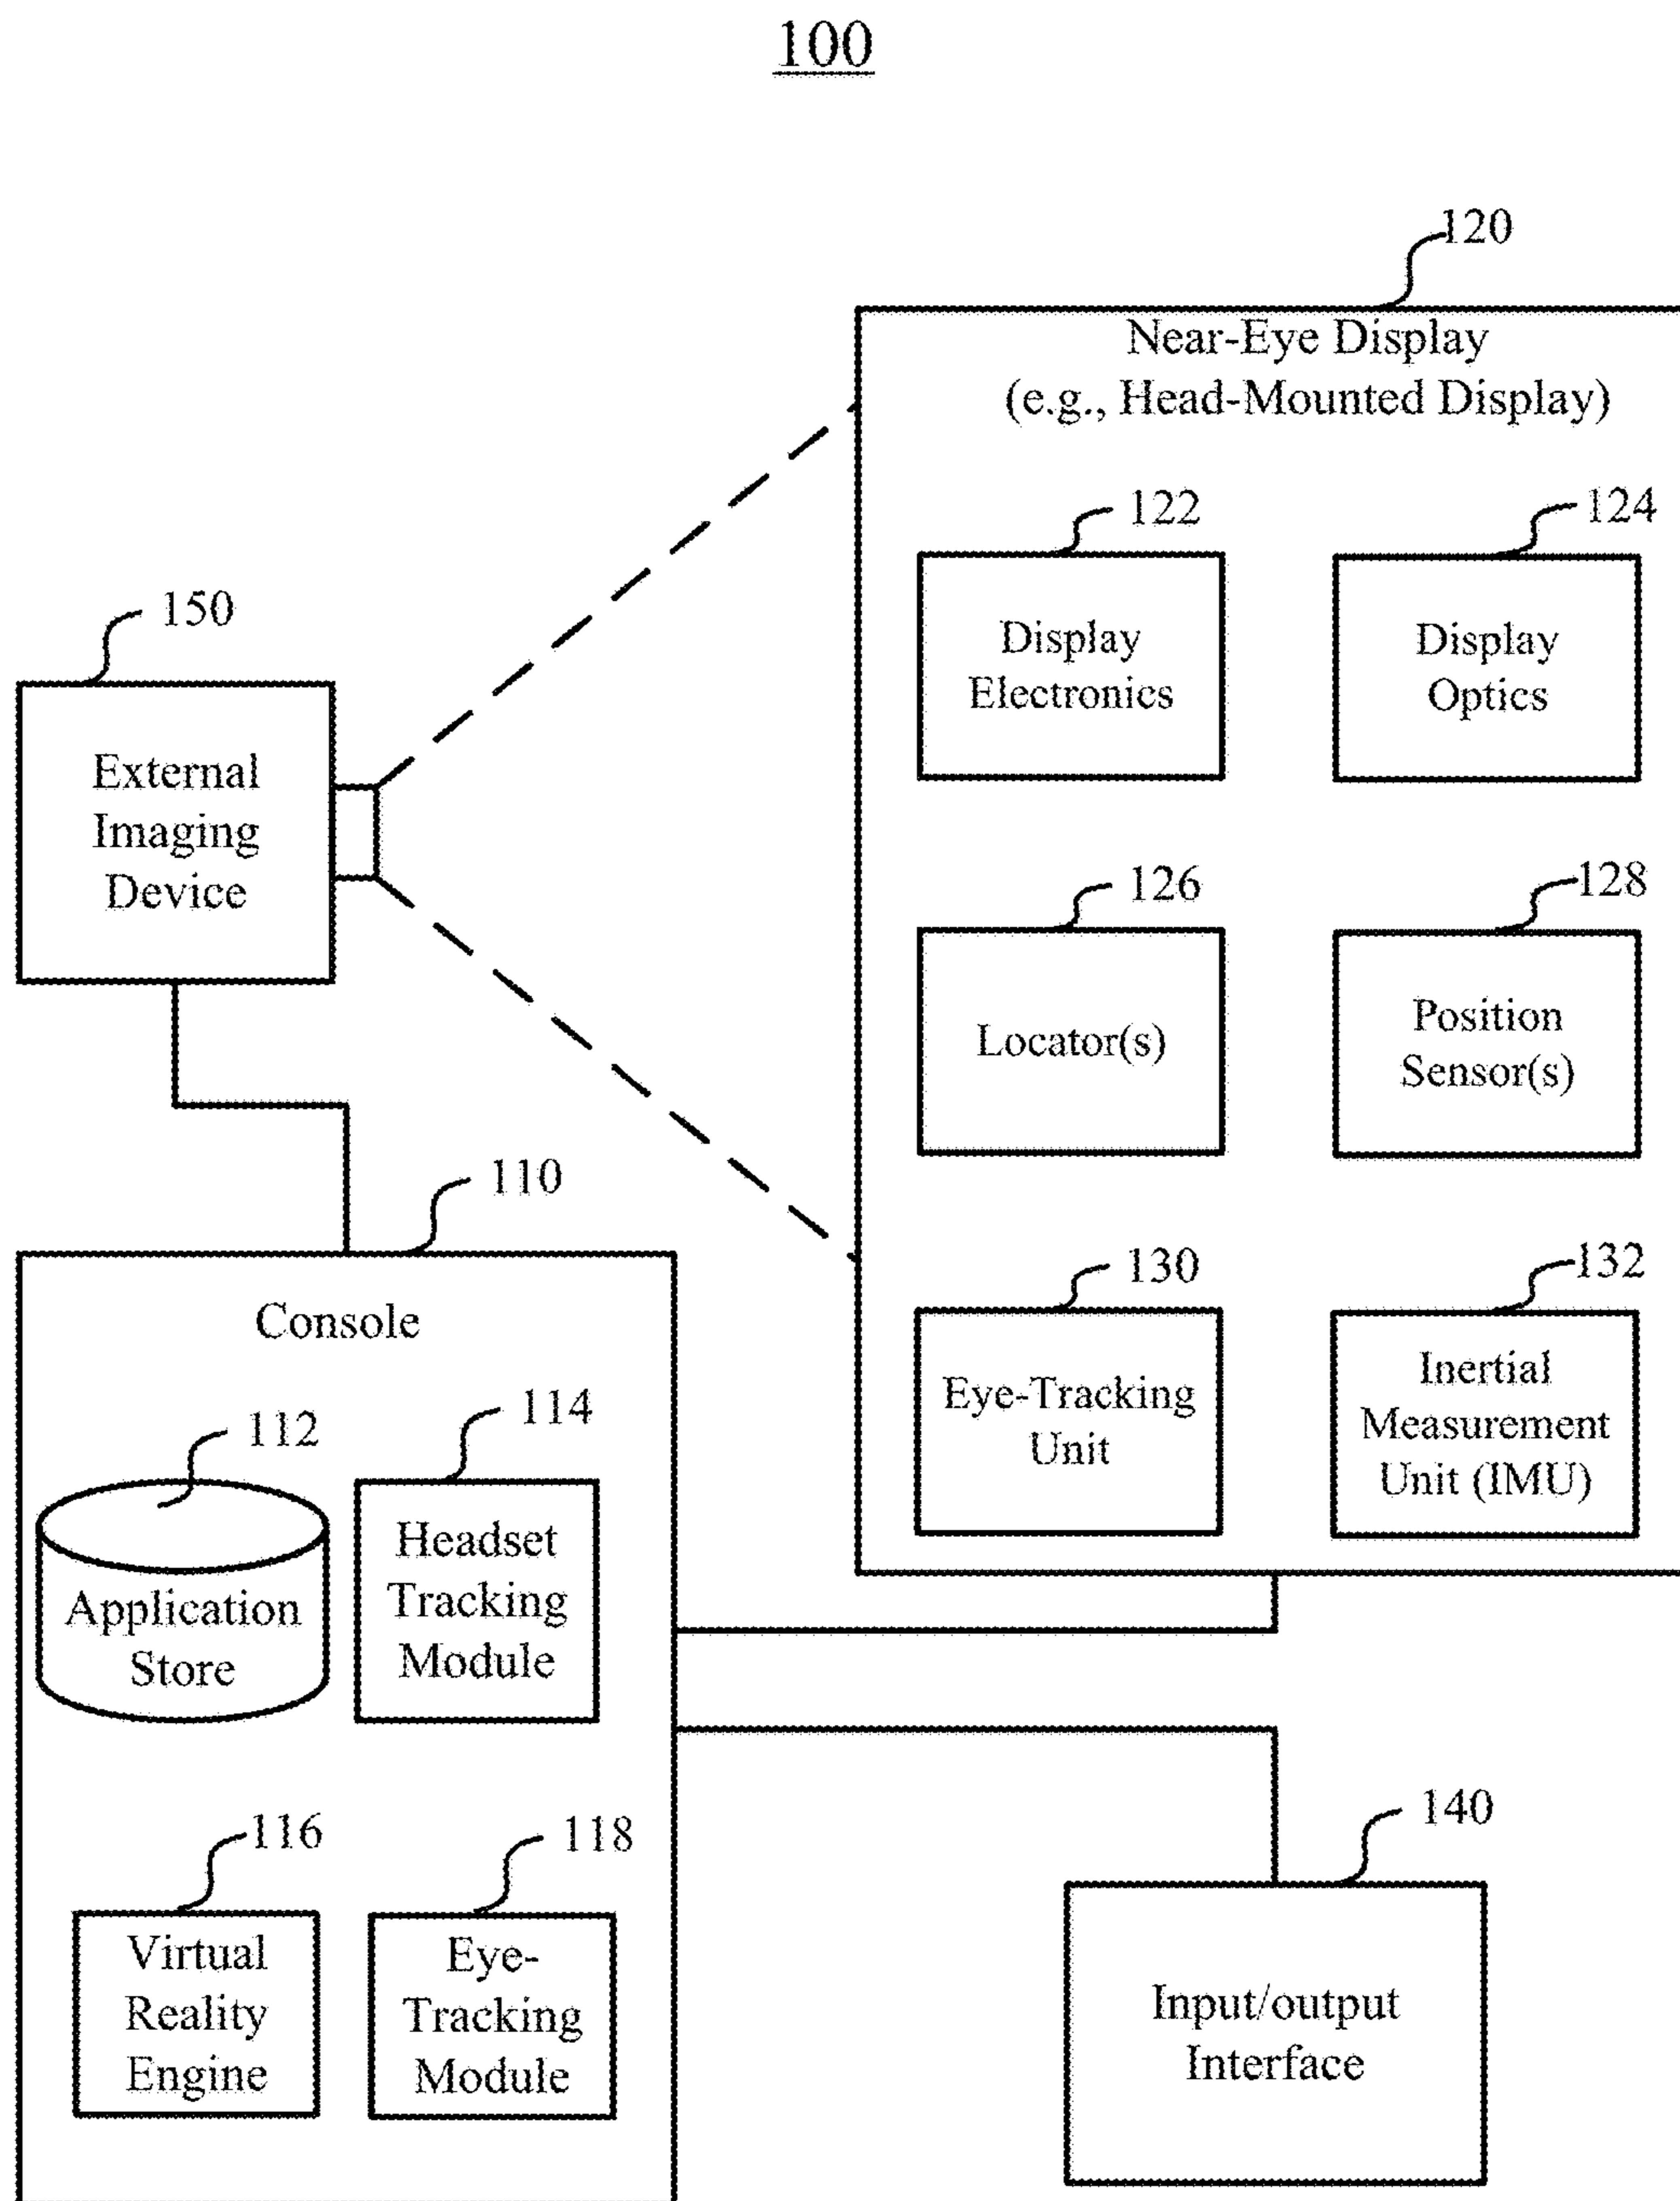 100
120
Near-Eye Display
(e.g., Head-Mounted Display)
122
124
Display
Electronics
Display
Optics
150
External
Imaging
Device
126
128
Locator(s)
Position
Sensor(s)
110
130
132
Console
Eye-Tracking
Unit
Inertial
Measurement
Unit (IMU)
112
114
Application
Store
Headset
Tracking
Module
116
118
140
Virtual
Reality
Engine
Eye-
Tracking
Module
Input/output
Interface